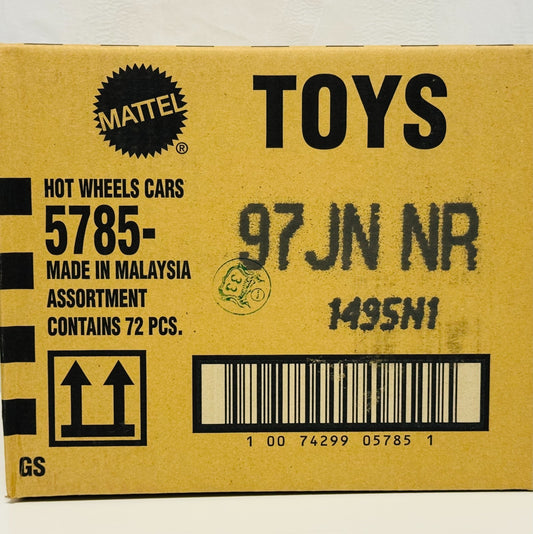 MATTEL
®
TOYS
HOT WHEELS CARS
5785-
MADE IN MALAYSIA
ASSORTMENT
CONTAINS 72 PCS.
97JN NR
1495N1
1 00 74299 05785 1
GS